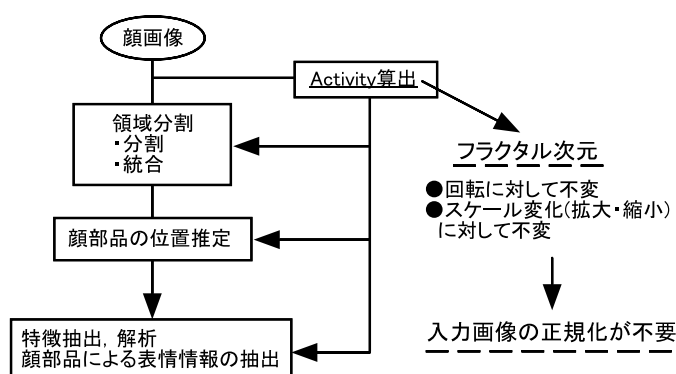 顔画像
Activity算出
領域分割
・分割
・統合
顔部品の位置推定
特徴抽出, 解析
顔部品による表情情報の抽出
フラクタル次元
●回転に対して不変
●スケール変化(拡大・縮小)
に対して不変
入力画像の正規化が不要